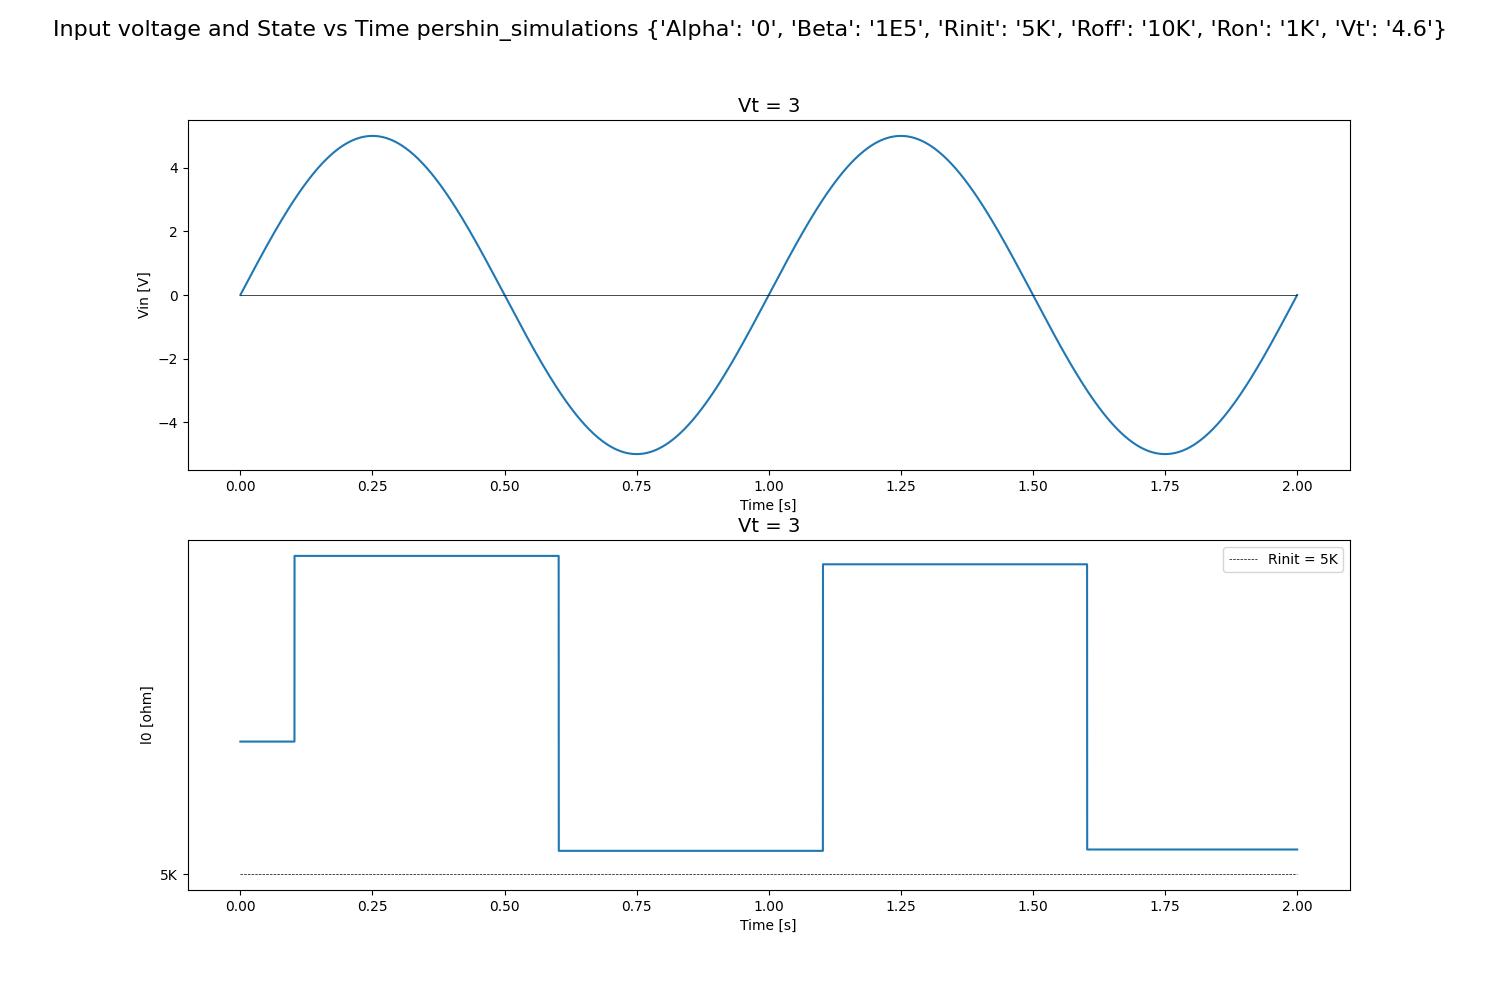 Input voltage and State vs Time pershin_simulations {'Alpha': '0', 'Beta': '1E5', 'Rinit': '5K', 'Roff': '10K', 'Ron': '1K', 'Vt': '4.6'}
Vt = 3
4
2
0
−2
−4
Vin [V]
0.00 0.25 0.50 0.75 1.00 1.25 1.50 1.75 2.00
Time [s]
Vt = 3
Rinit = 5K
l0 [ohm]
5K
0.00 0.25 0.50 0.75 1.00 1.25 1.50 1.75 2.00
Time [s]